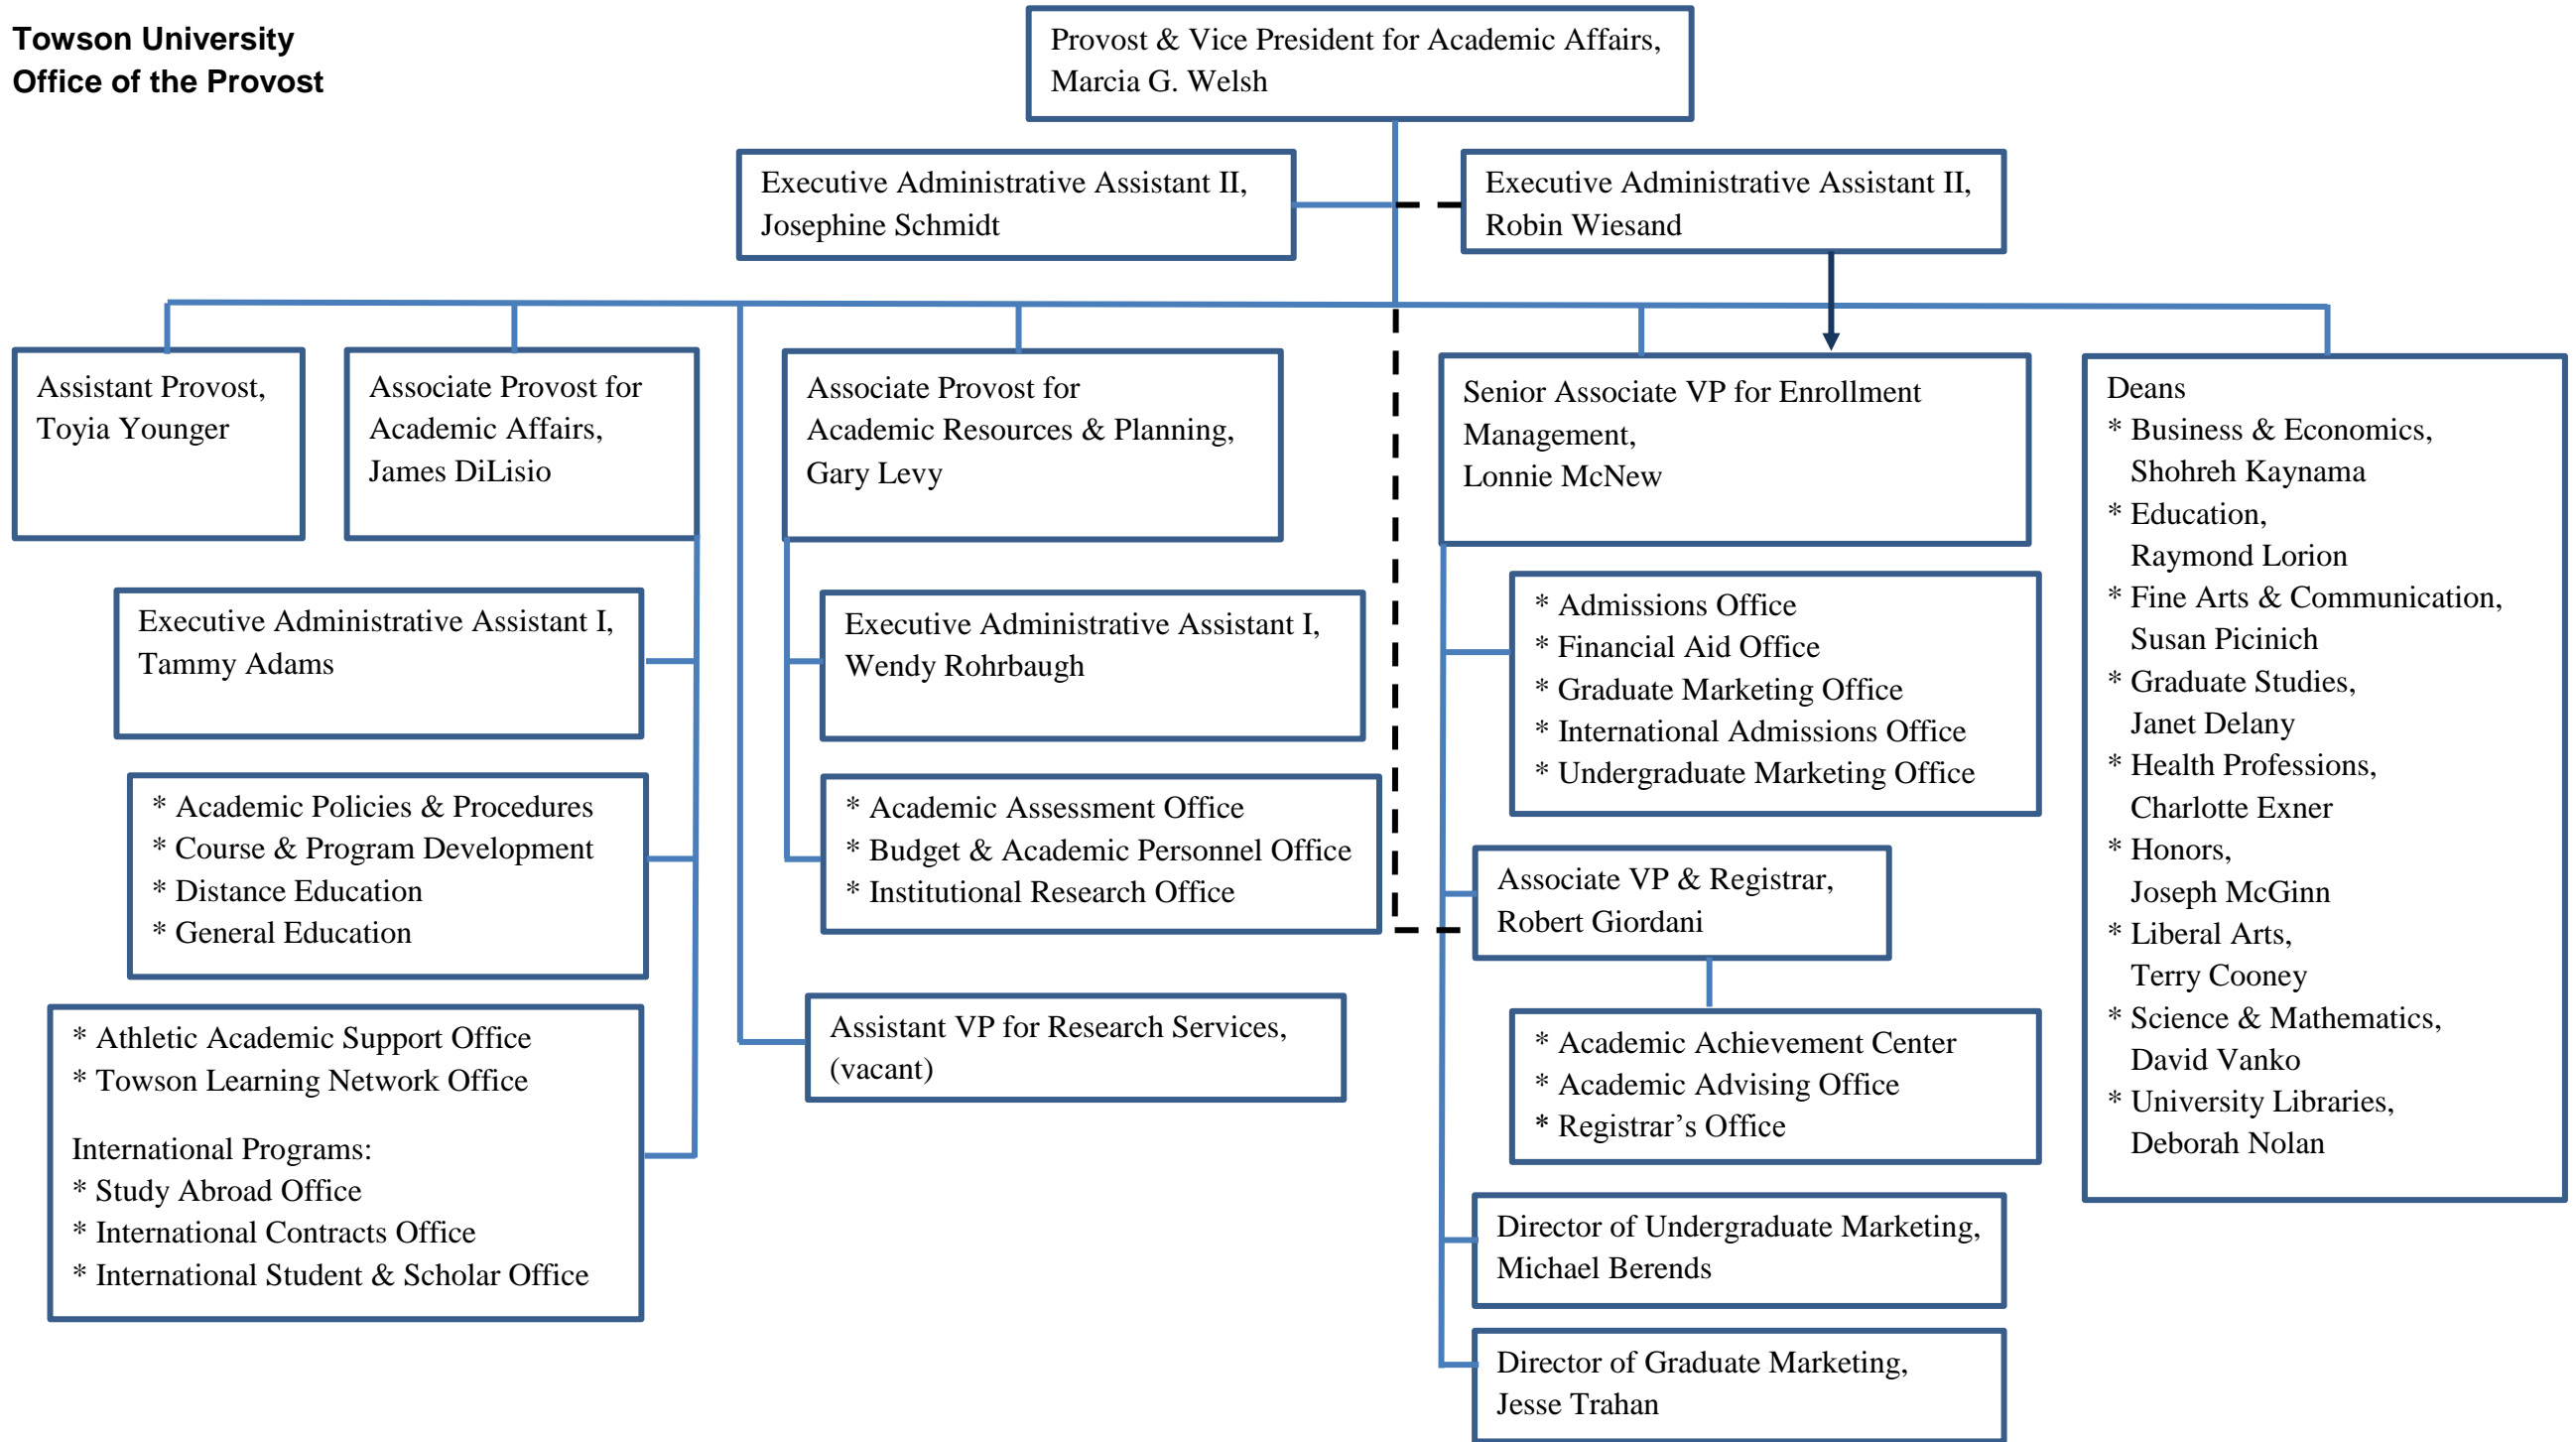 Towson University
Office of the Provost
Provost & Vice President for Academic Affairs,
Marcia G. Welsh
Executive Administrative Assistant II,
Josephine Schmidt
Executive Administrative Assistant II,
Robin Wiesand
Assistant Provost,
Toyia Younger
Associate Provost for
Academic Affairs,
James DiLisio
Associate Provost for
Academic Resources & Planning,
Gary Levy
Senior Associate VP for Enrollment
Management,
Lonnie McNew
Deans
* Business & Economics,
Shohreh Kaynama
* Education,
Raymond Lorion
* Fine Arts & Communication,
Susan Picinich
* Graduate Studies,
Janet Delany
* Health Professions,
Charlotte Exner
* Honors,
Joseph McGinn
* Liberal Arts,
Terry Cooney
* Science & Mathematics,
David Vanko
* University Libraries,
Deborah Nolan
Executive Administrative Assistant I,
Tammy Adams
* Academic Policies & Procedures
* Course & Program Development
* Distance Education
* General Education
* Athletic Academic Support Office
* Towson Learning Network Office
International Programs:
* Study Abroad Office
* International Contracts Office
* International Student & Scholar Office
Executive Administrative Assistant I,
Wendy Rohrbaugh
* Academic Assessment Office
* Budget & Academic Personnel Office
* Institutional Research Office
Assistant VP for Research Services,
(vacant)
* Admissions Office
* Financial Aid Office
* Graduate Marketing Office
* International Admissions Office
* Undergraduate Marketing Office
Associate VP & Registrar,
Robert Giordani
* Academic Achievement Center
* Academic Advising Office
* Registrar’s Office
Director of Undergraduate Marketing,
Michael Berends
Director of Graduate Marketing,
Jesse Trahan